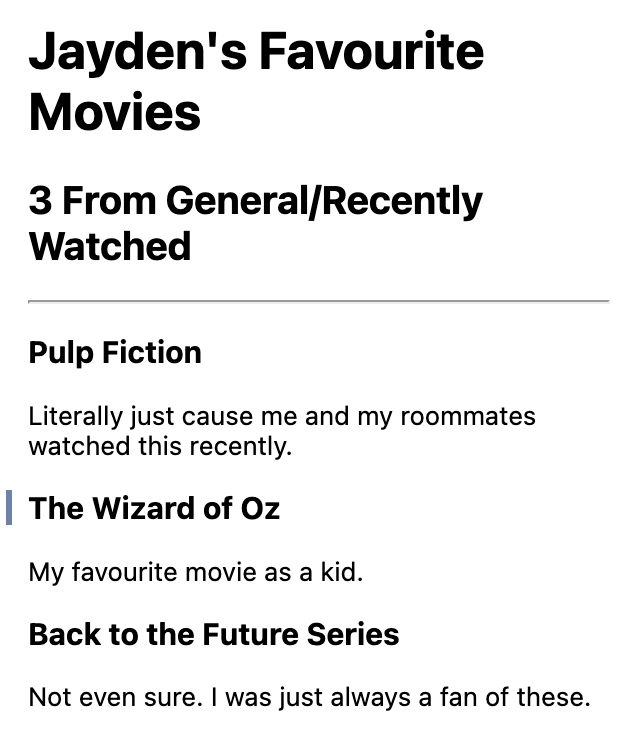 Jayden's Favourite
Movies
3 From General/Recently
Watched
Pulp Fiction
Literally just cause me and my roommates
watched this recently.
The Wizard of Oz
My favourite movie as a kid.
Back to the Future Series
Not even sure. I was just always a fan of these.